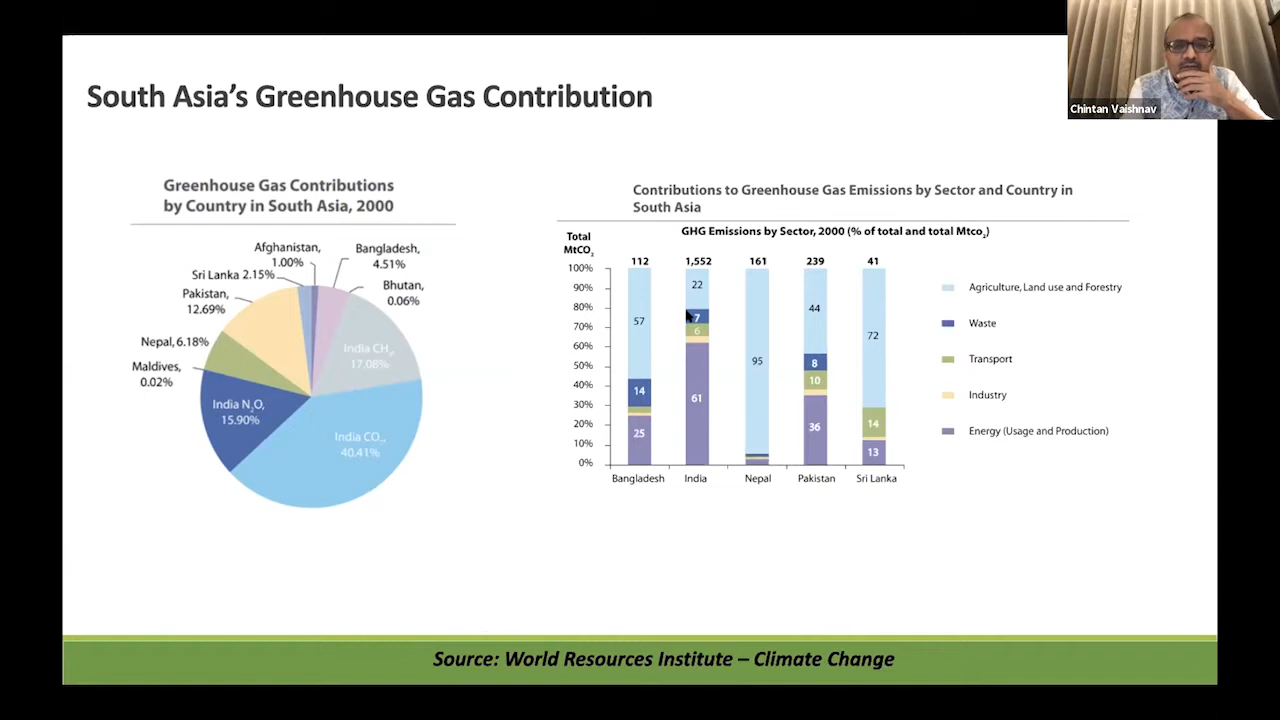 South Asia's Greenhouse Gas Contribution
Chintan Vaishnav
Greenhouse Gas Contributions
by Country in South Asia, 2000
Afghanistan,
1.00%
Bangladesh,
4.51%
Sri Lanka 2.15%
Bhutan,
0.06%
Pakistan,
12.69%
Nepal, 6.18%
Maldives,
0.02%
India CH₄,
17.08%
India N₂O,
15.90%
India CO₂,
40.41%
Contributions to Greenhouse Gas Emissions by Sector and Country in
South Asia
GHG Emissions by Sector, 2000 (% of total and total Mtco₂)
Total
MtCO₂
112 1,552 161 239 41
100%
90%
80%
70%
60%
50%
40%
30%
20%
10%
0%
57
14
25
22
7
6
61
95
44
8
10
36
72
14
13
Bangladesh India Nepal Pakistan Sri Lanka
Agriculture, Land use and Forestry
Waste
Transport
Industry
Energy (Usage and Production)
Source: World Resources Institute – Climate Change